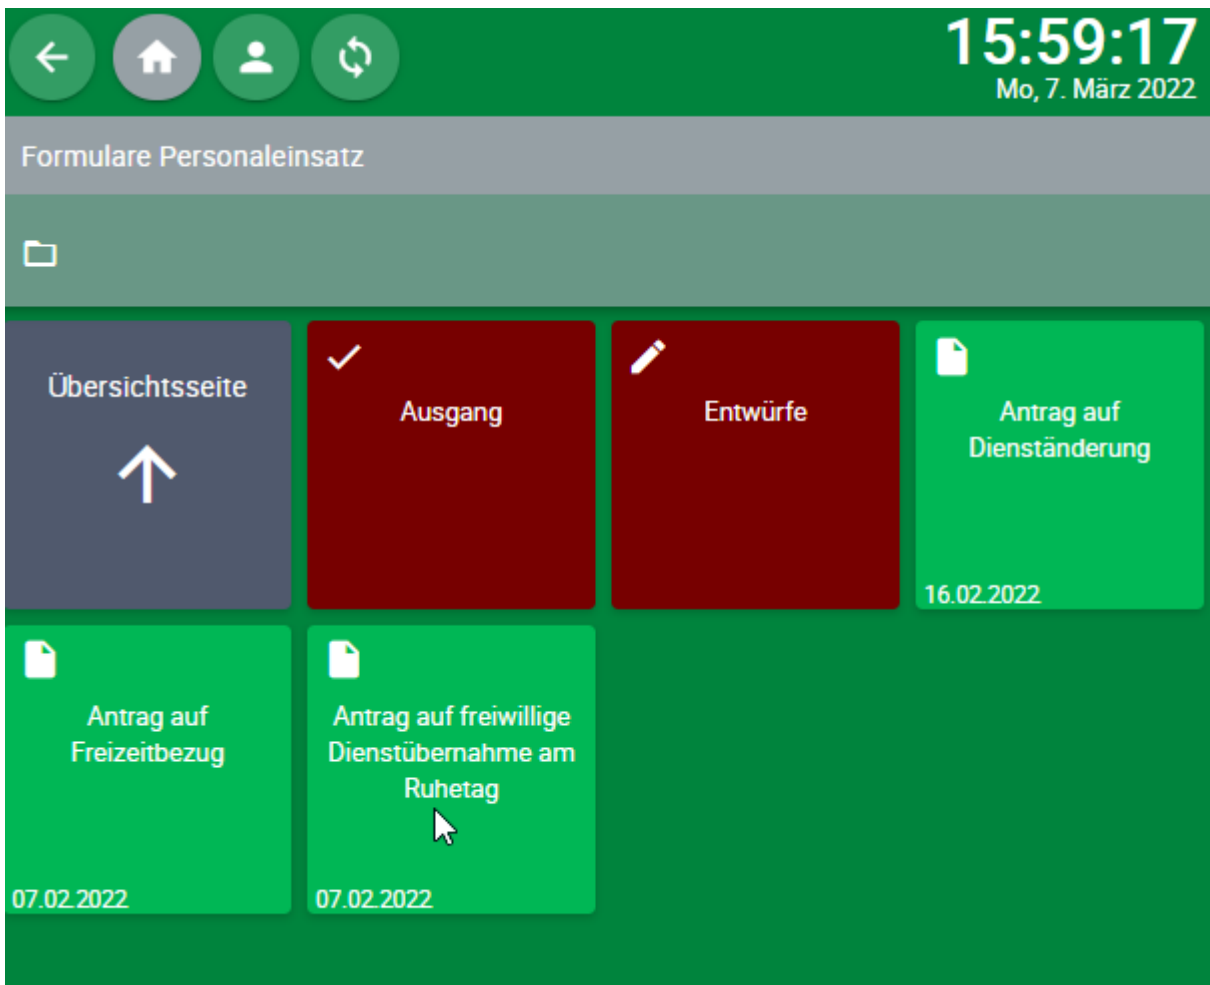 15:59:17
Mo, 7. März 2022
Formulare Personaleinsatz
Übersichtsseite
Ausgang
Entwürfe
Antrag auf
Dienständerung
16.02.2022
Antrag auf
Freizeitbezug
07.02.2022
Antrag auf freiwillige
Dienstübernahme am
Ruhetag
07.02.2022